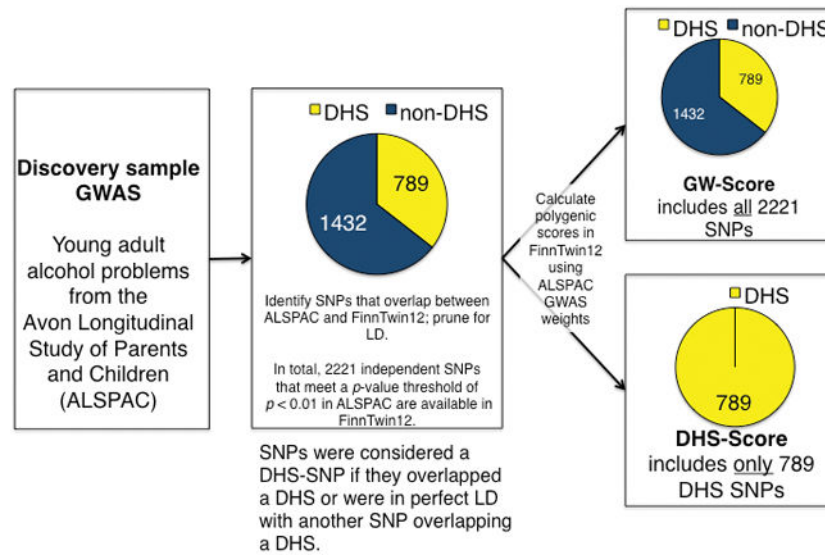 Discovery sample
GWAS
Young adult
alcohol problems
from the
Avon Longitudinal
Study of Parents
and Children
(ALSPAC)
DHS non-DHS
789
1432
Identify SNPs that overlap between
ALSPAC and FinnTwin12; prune for
LD.
In total, 2221 independent SNPs
that meet a p-value threshold of
p < 0.01 in ALSPAC are available in
FinnTwin12.
SNPs were considered a
DHS-SNP if they overlapped
a DHS or were in perfect LD
with another SNP overlapping
a DHS.
Calculate
polygenic
scores in
FinnTwin12
using
ALSPAC
GWAS
weights
DHS non-DHS
789
1432
GW-Score
includes all 2221
SNPs
DHS
789
DHS-Score
includes only 789
DHS SNPs